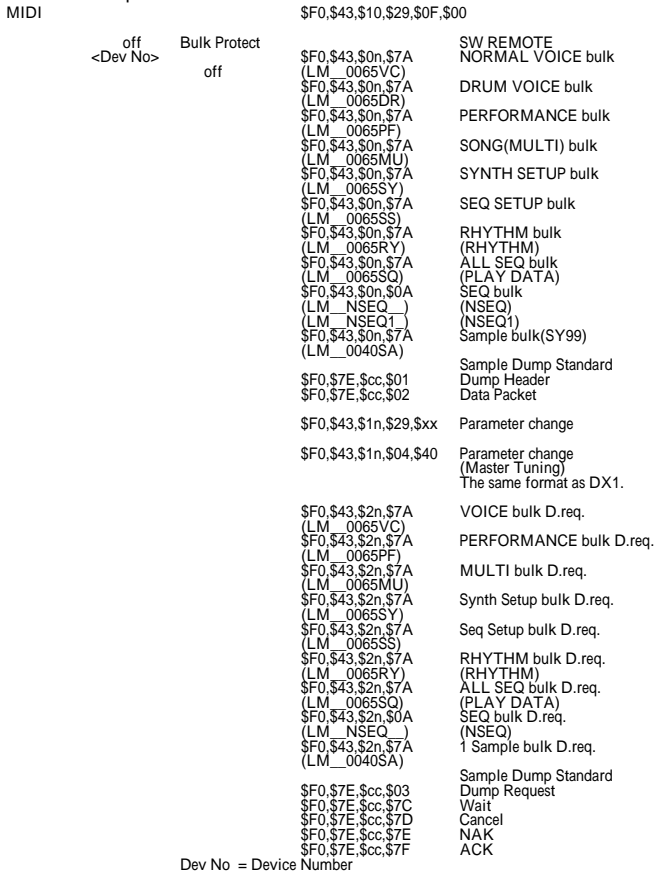 MIDI $F0,$43,$10,$29,$0F,$00
off Bulk Protect SW REMOTE
<Dev No> $F0,$43,$0n,$7A NORMAL VOICE bulk
off (LM__0065VC)
$F0,$43,$0n,$7A DRUM VOICE bulk
(LM__0065DR)
$F0,$43,$0n,$7A PERFORMANCE bulk
(LM__0065PF)
$F0,$43,$0n,$7A SONG(MULTI) bulk
(LM__0065MU)
$F0,$43,$0n,$7A SYNTH SETUP bulk
(LM__0065SY)
$F0,$43,$0n,$7A SEQ SETUP bulk
(LM__0065SS)
$F0,$43,$0n,$7A RHYTHM bulk
(LM__0065RY) (RHYTHM)
$F0,$43,$0n,$7A ALL SEQ bulk
(LM__0065SQ) (PLAY DATA)
$F0,$43,$0n,$0A SEQ bulk
(LM__NSEQ__) (NSEQ)
(LM__NSEQ1_) (NSEQ1)
$F0,$43,$0n,$7A Sample bulk(SY99)
(LM__0040SA)
Sample Dump Standard
$F0,$7E,$cc,$01 Dump Header
$F0,$7E,$cc,$02 Data Packet
$F0,$43,$1n,$29,$xx Parameter change
$F0,$43,$1n,$04,$40 Parameter change
(Master Tuning)
The same format as DX1.
$F0,$43,$2n,$7A VOICE bulk D.req.
(LM__0065VC)
$F0,$43,$2n,$7A PERFORMANCE bulk D.req.
(LM__0065PF)
$F0,$43,$2n,$7A MULTI bulk D.req.
(LM__0065MU)
$F0,$43,$2n,$7A Synth Setup bulk D.req.
(LM__0065SY)
$F0,$43,$2n,$7A Seq Setup bulk D.req.
(LM__0065SS)
$F0,$43,$2n,$7A RHYTHM bulk D.req.
(LM__0065RY) (RHYTHM)
$F0,$43,$2n,$7A ALL SEQ bulk D.req.
(LM__0065SQ) (PLAY DATA)
$F0,$43,$2n,$0A SEQ bulk D.req.
(LM__NSEQ__) (NSEQ)
$F0,$43,$2n,$7A 1 Sample bulk D.req.
(LM__0040SA)
Sample Dump Standard
$F0,$7E,$cc,$03 Dump Request
$F0,$7E,$cc,$7C Wait
$F0,$7E,$cc,$7D Cancel
$F0,$7E,$cc,$7E NAK
$F0,$7E,$cc,$7F ACK
Dev No = Device Number